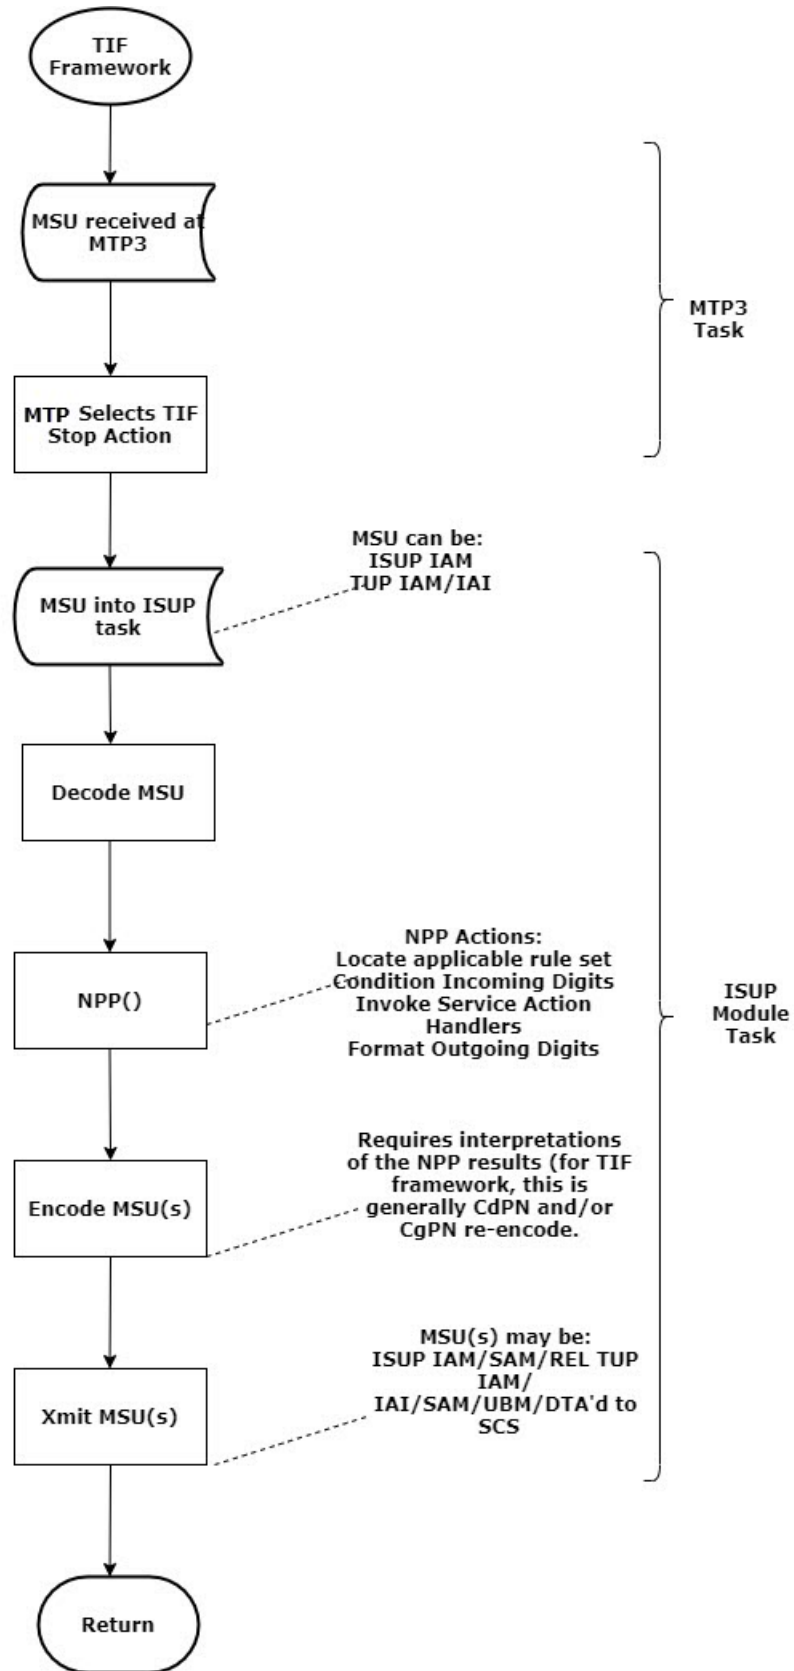 TIF
Framework
MSU received at
MTP3
MTP3
Task
MTP Selects TIF
Stop Action
MSU can be:
ISUP IAM
TUP IAM/IAI
MSU into ISUP
task
Decode MSU
NPP Actions:
Locate applicable rule set
Condition Incoming Digits
Invoke Service Action
Handlers
Format Outgoing Digits
NPP()
ISUP
Module
Task
Requires interpretations
of the NPP results (for TIF
framework, this is
generally CdPN and/or
CgPN re-encode.
Encode MSU(s)
MSU(s) may be:
ISUP IAM/SAM/REL TUP
IAM/
IAI/SAM/UBM/DTA'd to
SCS
Xmit MSU(s)
Return